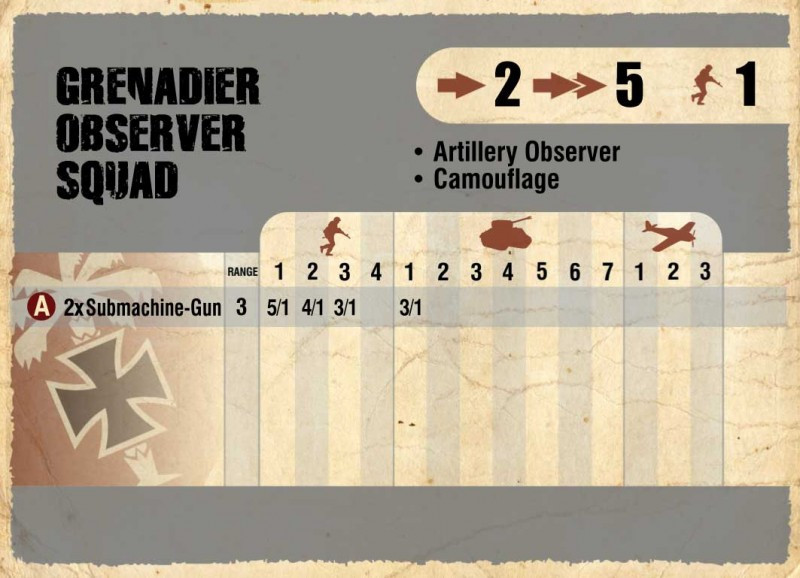 GRENADIER
OBSERVER
SQUAD
2 5 1
• Artillery Observer
• Camouflage
RANGE 1 2 3 4 1 2 3 4 5 6 7 1 2 3
A 2x Submachine-Gun 3 5/1 4/1 3/1 3/1